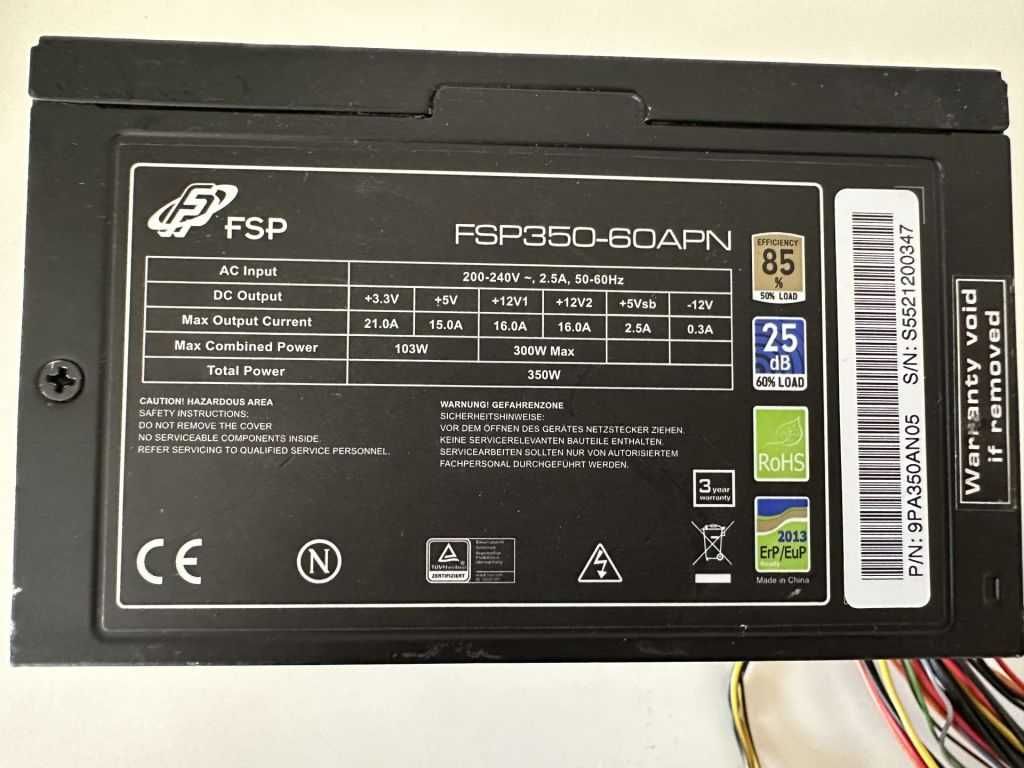 FSP
FSP350-60APN
AC Input 200-240V ~, 2.5A, 50-60Hz
DC Output +3.3V +5V +12V1 +12V2 +5Vsb -12V
Max Output Current 21.0A 15.0A 16.0A 16.0A 2.5A 0.3A
Max Combined Power 103W 300W Max
Total Power 350W
CAUTION! HAZARDOUS AREA
SAFETY INSTRUCTIONS:
DO NOT REMOVE THE COVER
NO SERVICEABLE COMPONENTS INSIDE.
REFER SERVICING TO QUALIFIED SERVICE PERSONNEL.
WARNUNG! GEFAHRENZONE
SICHERHEITSHINWEISE:
VOR DEM ÖFFNEN DES GERÄTES NETZSTECKER ZIEHEN.
KEINE SERVICERELEVANTEN BAUTEILE ENTHALTEN.
SERVICEARBEITEN SOLLTEN NUR VON AUTORISIERTEM
FACHPERSONAL DURCHGEFÜHRT WERDEN.
EFFICIENCY
85
%
50% LOAD
25
dB
60% LOAD
RoHS
3 year
warranty
2013
ErP/EuP
Ready
Made in China
CE
N
TÜVRheinland
ZERTIFIZIERT
P/N: 9PA350AN05 S/N: S5521200347
Warranty void
if removed